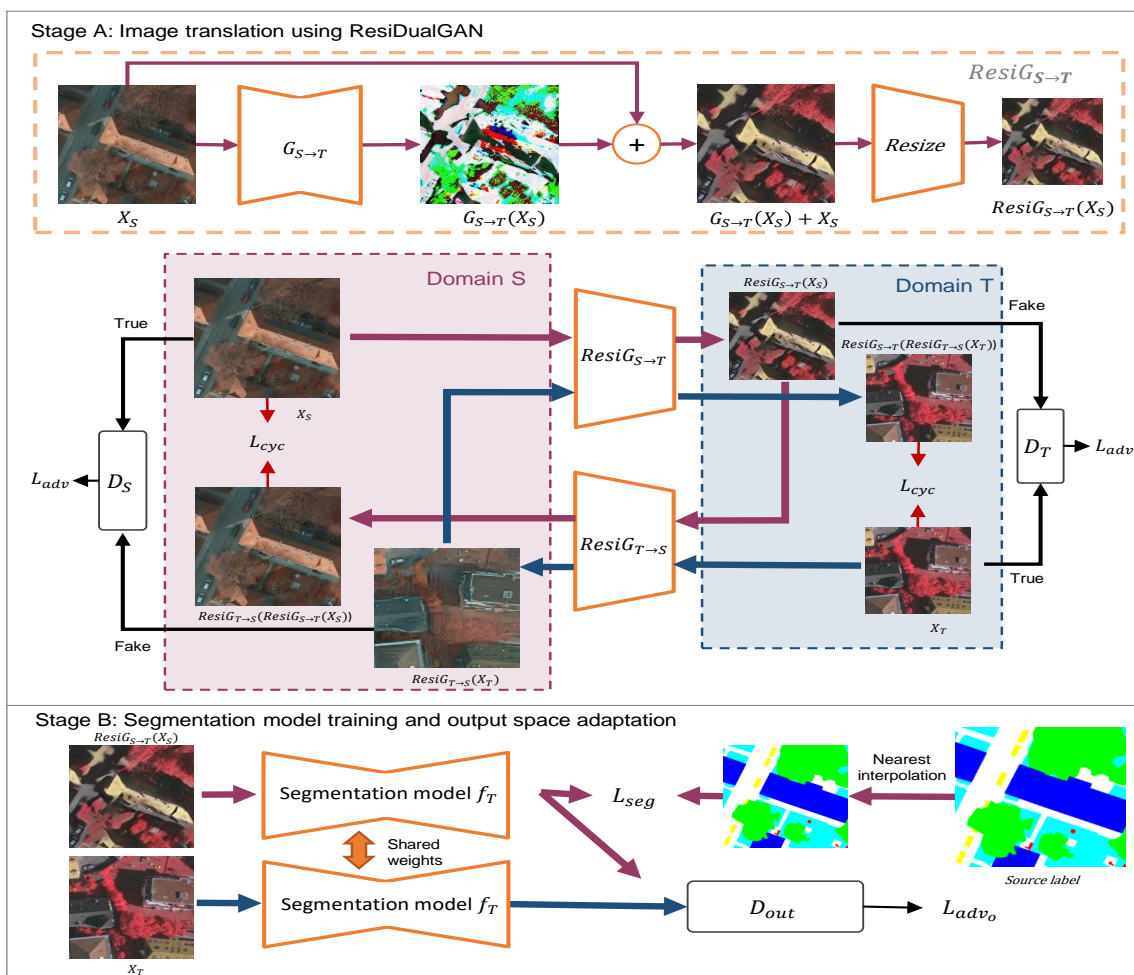 Stage A: Image translation using ResiDualGAN
ResiG_{S→T}
G_{S→T}
+
Resize
X_S
G_{S→T}(X_S)
G_{S→T}(X_S) + X_S
ResiG_{S→T}(X_S)
Domain S
Domain T
ResiG_{S→T}(X_S)
True
Fake
ResiG_{S→T}
ResiG_{S→T}(ResiG_{T→S}(X_T))
X_S
L_{cyc}
D_S
L_{adv}
D_T
L_{adv}
L_{cyc}
ResiG_{T→S}
ResiG_{T→S}(ResiG_{S→T}(X_S))
True
X_T
Fake
ResiG_{T→S}(X_T)
Stage B: Segmentation model training and output space adaptation
ResiG_{S→T}(X_S)
Segmentation model f_T
L_{seg}
Nearest
interpolation
Shared
weights
Source label
Segmentation model f_T
D_{out}
L_{adv_o}
X_T